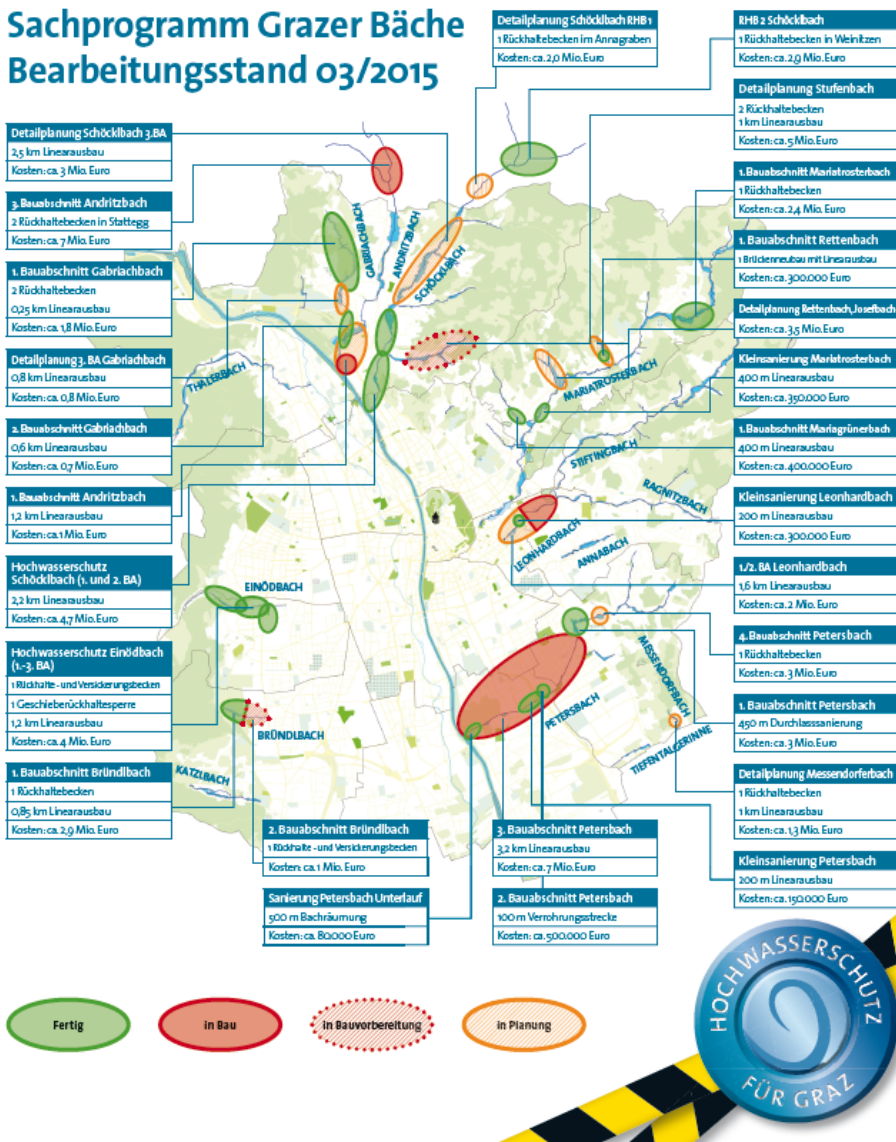 Sachprogramm Grazer Bäche
Bearbeitungsstand 03/2015
Detailplanung Schöcklbach RHB 1
1 Rückhaltebecken im Annagraben
Kosten: ca. 2,0 Mio. Euro
RHB 2 Schöcklbach
1 Rückhaltebecken in Weinitzen
Kosten: ca. 2,9 Mio. Euro
Detailplanung Stufenbach
2 Rückhaltebecken
1 km Linearausbau
Kosten: ca. 5 Mio. Euro
1. Bauabschnitt Mariatrosterbach
1 Rückhaltebecken
Kosten: ca. 2,4 Mio. Euro
1. Bauabschnitt Rettenbach
1 Brückenneubau mit Linearausbau
Kosten: ca. 300.000 Euro
Detailplanung Rettenbach, Josefbach
Kosten: ca. 3,5 Mio. Euro
Kleinsanierung Mariatrosterbach
400 m Linearausbau
Kosten: ca. 350.000 Euro
1. Bauabschnitt Mariagrünerbach
400 m Linearausbau
Kosten: ca. 400.000 Euro
Kleinsanierung Leonhardbach
200 m Linearausbau
Kosten: ca. 300.000 Euro
1./2. BA Leonhardbach
1,6 km Linearausbau
Kosten: ca. 2 Mio. Euro
4. Bauabschnitt Petersbach
1 Rückhaltebecken
Kosten: ca. 3 Mio. Euro
1. Bauabschnitt Petersbach
450 m Durchlasssanierung
Kosten: ca. 3 Mio. Euro
Detailplanung Messendorferbach
1 Rückhaltebecken
1 km Linearausbau
Kosten: ca. 1,3 Mio. Euro
Kleinsanierung Petersbach
200 m Linearausbau
Kosten: ca. 150.000 Euro
Detailplanung Schöcklbach 3.BA
2,5 km Linearausbau
Kosten: ca. 3 Mio. Euro
3. Bauabschnitt Andritzbach
2 Rückhaltebecken in Stattegg
Kosten: ca. 7 Mio. Euro
1. Bauabschnitt Gabriachbach
2 Rückhaltebecken
0,25 km Linearausbau
Kosten: ca. 1,8 Mio. Euro
Detailplanung 3. BA Gabriachbach
0,8 km Linearausbau
Kosten: ca. 0,8 Mio. Euro
2. Bauabschnitt Gabriachbach
0,6 km Linearausbau
Kosten: ca. 0,7 Mio. Euro
1. Bauabschnitt Andritzbach
1,2 km Linearausbau
Kosten: ca. 1 Mio. Euro
Hochwasserschutz
Schöcklbach (1. und 2. BA)
2,2 km Linearausbau
Kosten: ca. 4,7 Mio. Euro
Hochwasserschutz Einödbach
(1.-3. BA)
1 Rückhalte - und Versickerungsbecken
1 Geschieberückhaltesperre
1,2 km Linearausbau
Kosten: ca. 4 Mio. Euro
1. Bauabschnitt Bründlbach
1 Rückhaltebecken
0,85 km Linearausbau
Kosten: ca. 2,9 Mio. Euro
2. Bauabschnitt Bründlbach
1 Rückhalte - und Versickerungsbecken
Kosten: ca. 1 Mio. Euro
Sanierung Petersbach Unterlauf
500 m Bachräumung
Kosten: ca. 80.000 Euro
3. Bauabschnitt Petersbach
3,2 km Linearausbau
Kosten: ca. 7 Mio. Euro
2. Bauabschnitt Petersbach
100 m Verrohrungsstrecke
Kosten: ca. 500.000 Euro
GABRIACHBACH
ANDRITZBACH
SCHÖCKLBACH
THALERBACH
MARIATROSTERBACH
STIFTINGBACH
RAGNITZBACH
LEONHARDBACH
ANNABACH
EINÖDBACH
MESSENDORFBACH
PETERSBACH
TIEFENTALGERINNE
BRÜNDLBACH
KATZLBACH
Fertig
in Bau
in Bauvorbereitung
in Planung
HOCHWASSERSCHUTZ
FÜR GRAZ